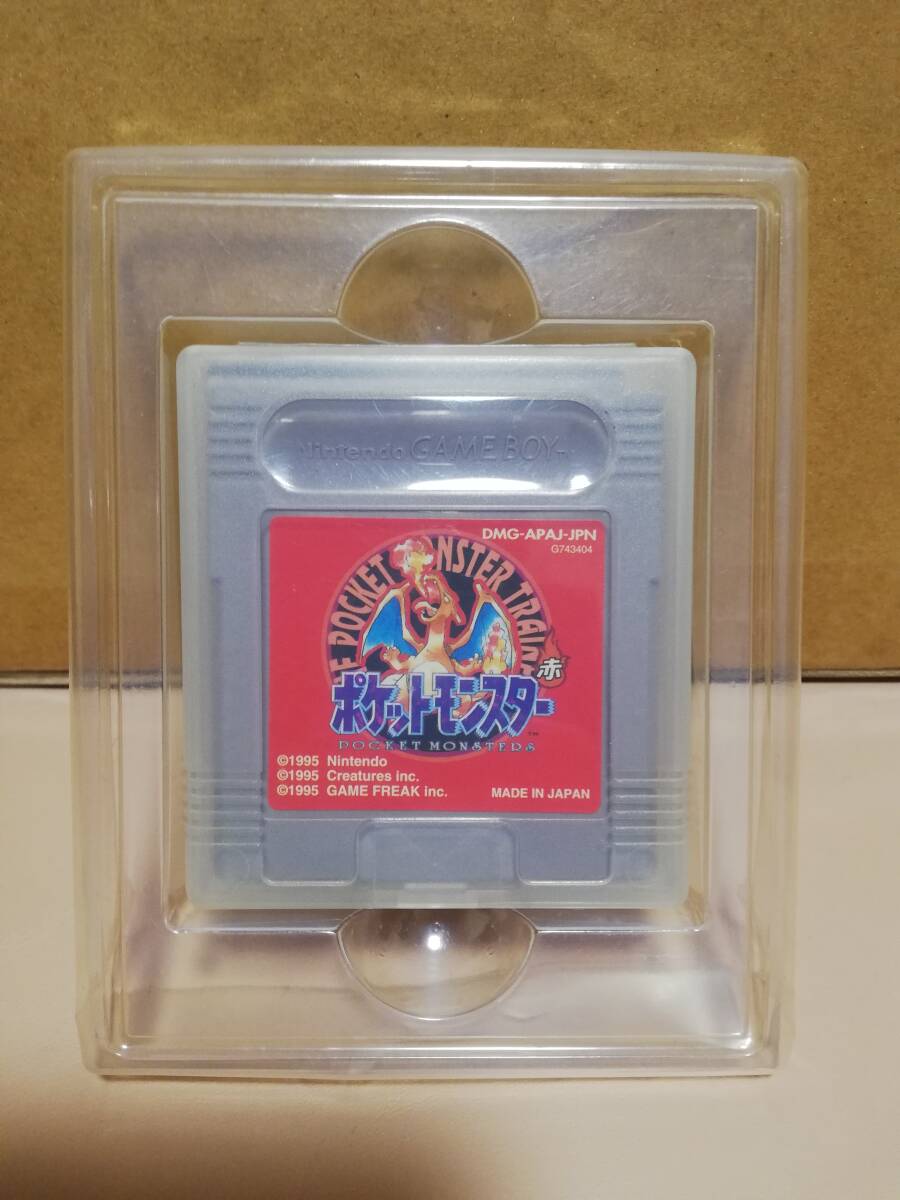 Nintendo GAME BOY
DMG-APAJ-JPN
G743404
POCKET MONSTER
赤
ポケットモンスター
™
POCKET MONSTERS
©1995 Nintendo
©1995 Creatures inc.
©1995 GAME FREAK inc.
MADE IN JAPAN